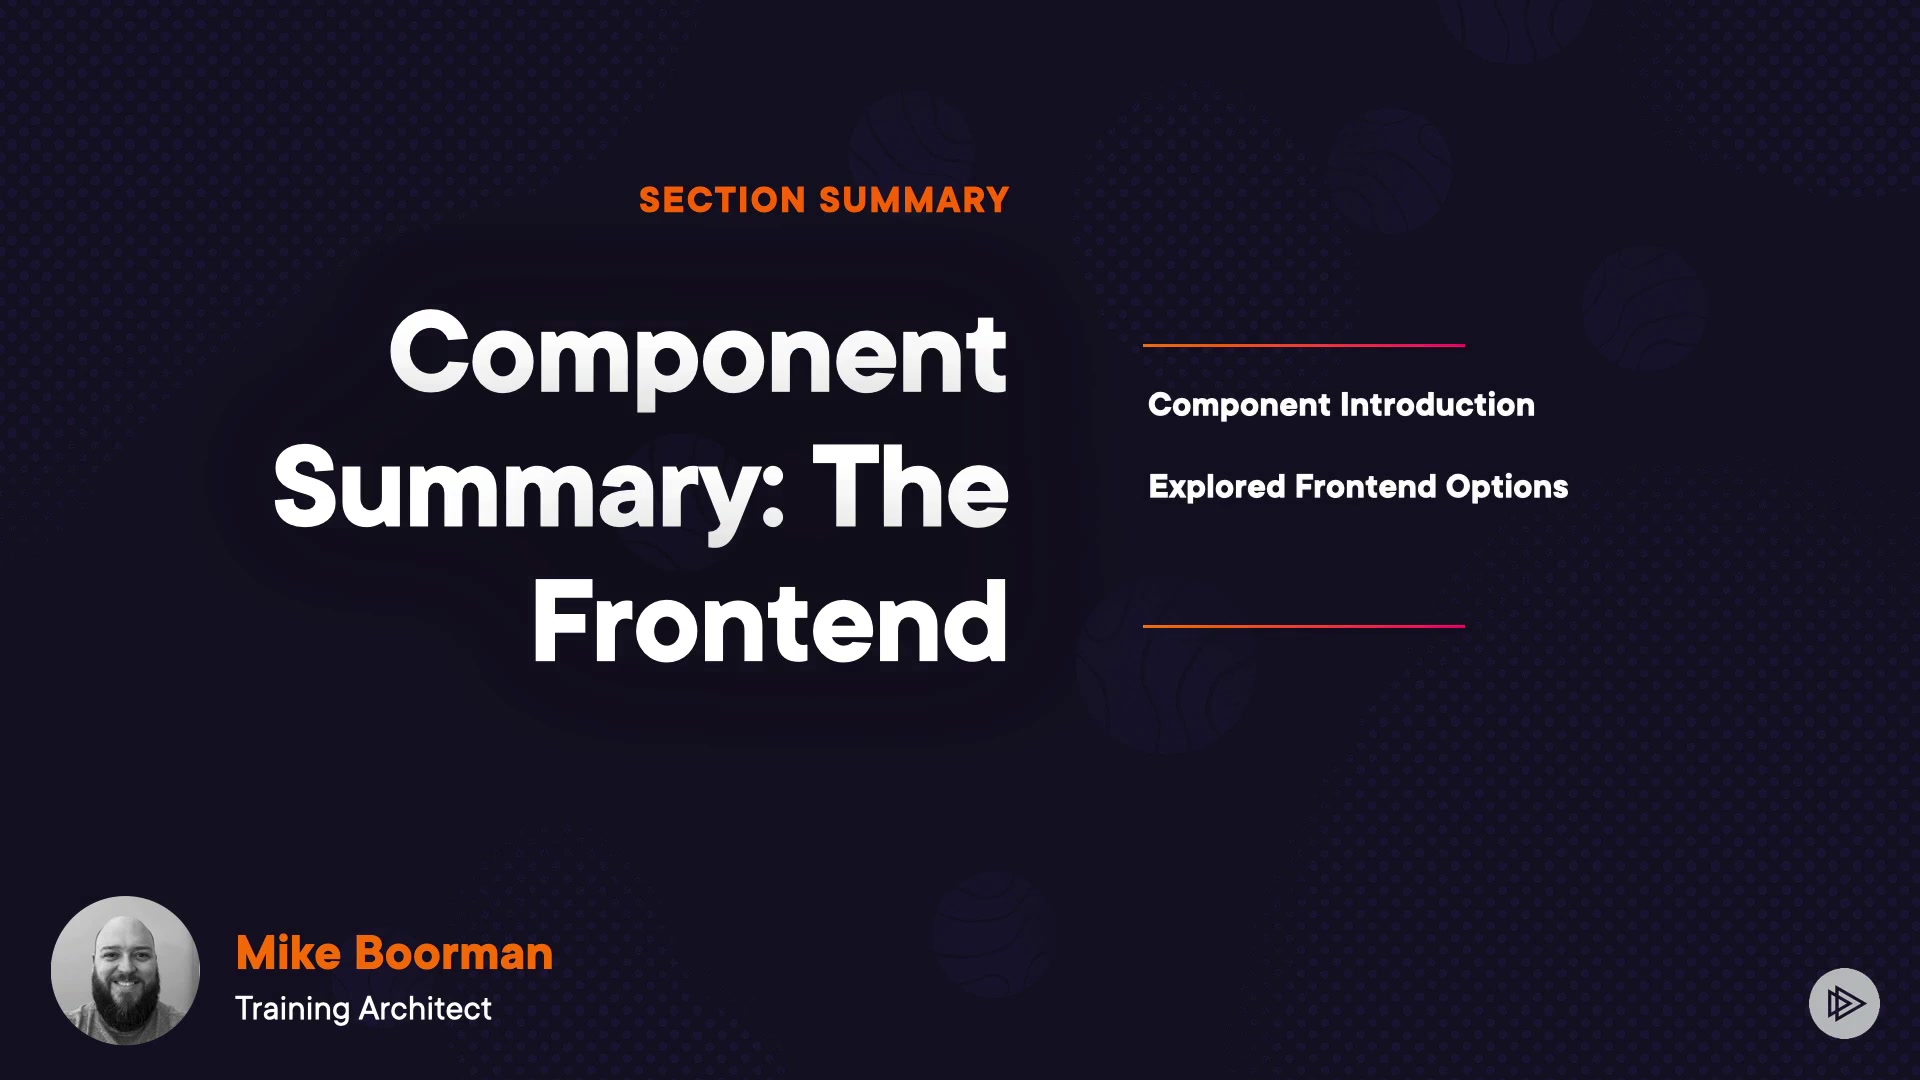 SECTION SUMMARY
Component
Summary: The
Frontend
Component Introduction
Explored Frontend Options
Mike Boorman
Training Architect